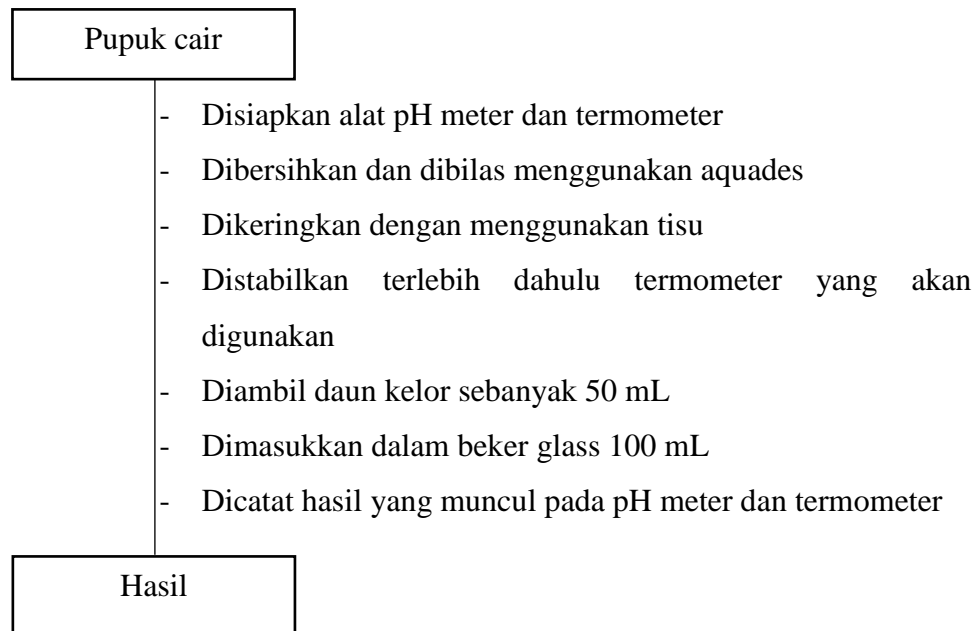 Pupuk cair
- Disiapkan alat pH meter dan termometer
- Dibersihkan dan dibilas menggunakan aquades
- Dikeringkan dengan menggunakan tisu
- Distabilkan terlebih dahulu termometer yang akan
digunakan
- Diambil daun kelor sebanyak 50 mL
- Dimasukkan dalam beker glass 100 mL
- Dicatat hasil yang muncul pada pH meter dan termometer
Hasil